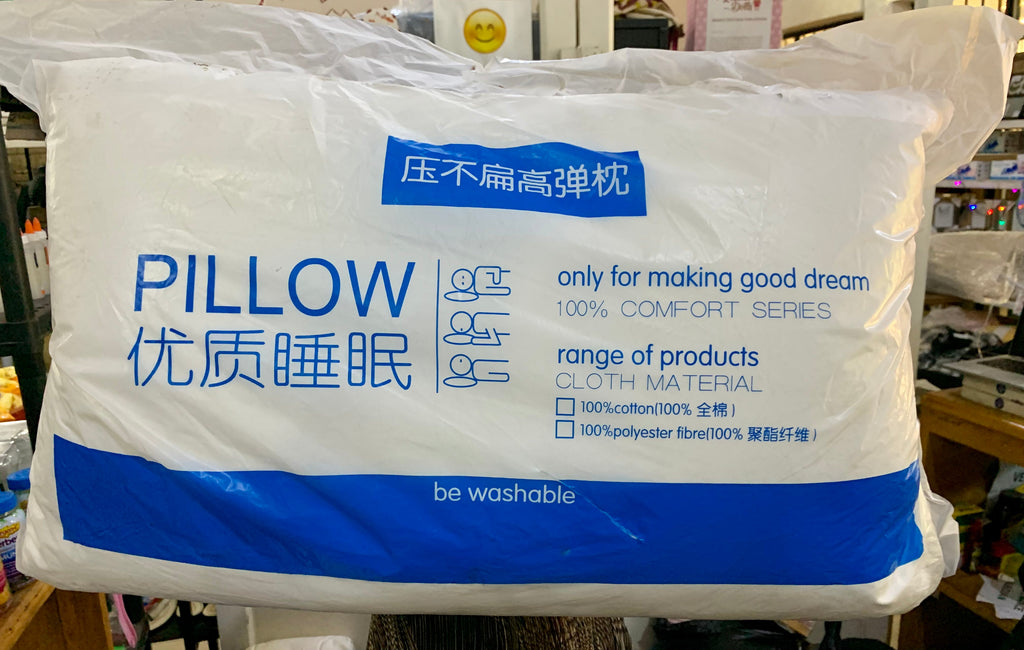 压不扁高弹枕
PILLOW
优质睡眠
only for making good dream
100% COMFORT SERIES
range of products
CLOTH MATERIAL
100%cotton(100% 全棉)
100%polyester fibre(100% 聚酯纤维)
be washable